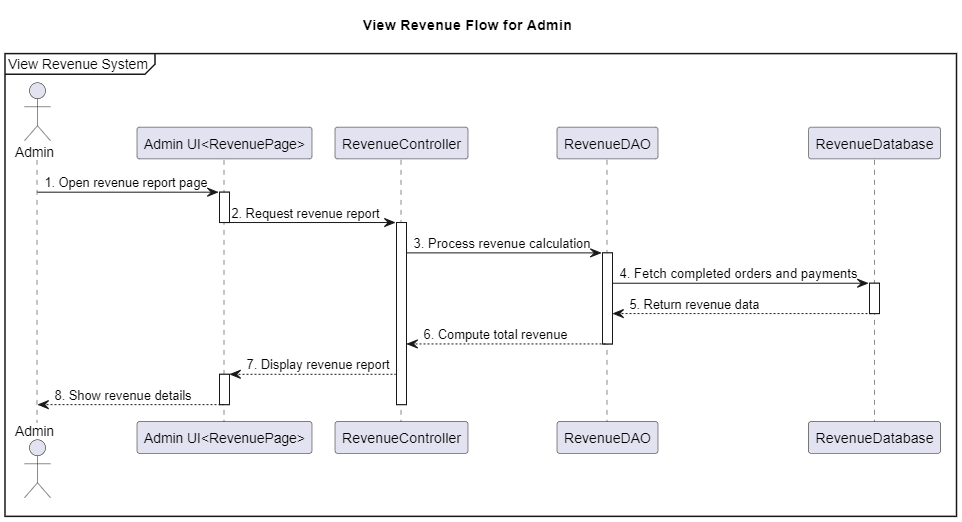 View Revenue Flow for Admin
View Revenue System
Admin
Admin UI<RevenuePage>
RevenueController
RevenueDAO
RevenueDatabase
1. Open revenue report page
2. Request revenue report
3. Process revenue calculation
4. Fetch completed orders and payments
5. Return revenue data
6. Compute total revenue
7. Display revenue report
8. Show revenue details
Admin
Admin UI<RevenuePage>
RevenueController
RevenueDAO
RevenueDatabase